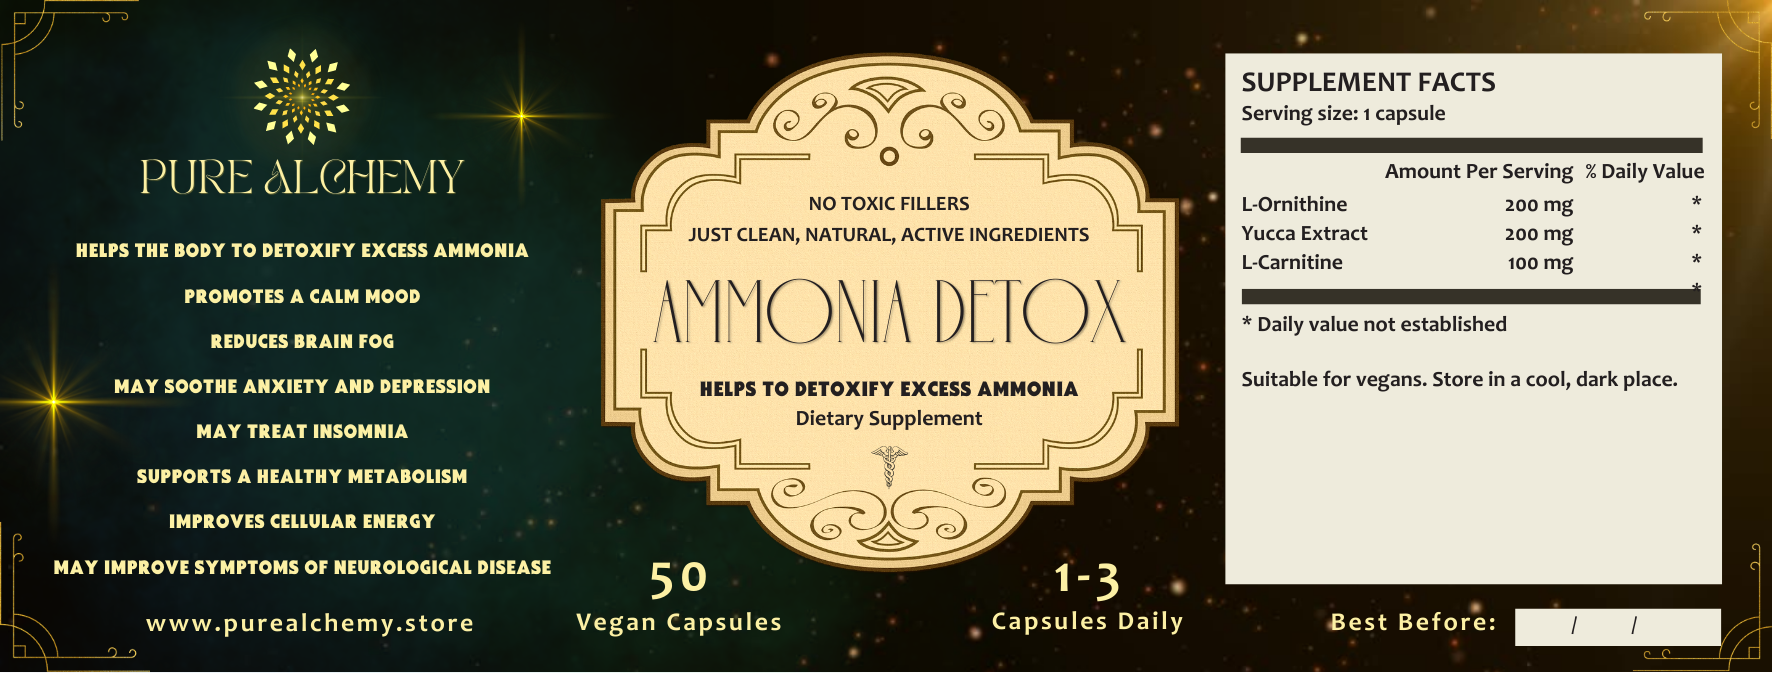 PURE ALCHEMY
HELPS THE BODY TO DETOXIFY EXCESS AMMONIA
PROMOTES A CALM MOOD
REDUCES BRAIN FOG
MAY SOOTHE ANXIETY AND DEPRESSION
MAY TREAT INSOMNIA
SUPPORTS A HEALTHY METABOLISM
IMPROVES CELLULAR ENERGY
MAY IMPROVE SYMPTOMS OF NEUROLOGICAL DISEASE
www.purealchemy.store
NO TOXIC FILLERS
JUST CLEAN, NATURAL, ACTIVE INGREDIENTS
AMMONIA DETOX
HELPS TO DETOXIFY EXCESS AMMONIA
Dietary Supplement
50
Vegan Capsules
1-3
Capsules Daily
SUPPLEMENT FACTS
Serving size: 1 capsule
Amount Per Serving % Daily Value
L-Ornithine 200 mg *
Yucca Extract 200 mg *
L-Carnitine 100 mg *
*
* Daily value not established
Suitable for vegans. Store in a cool, dark place.
Best Before: / /